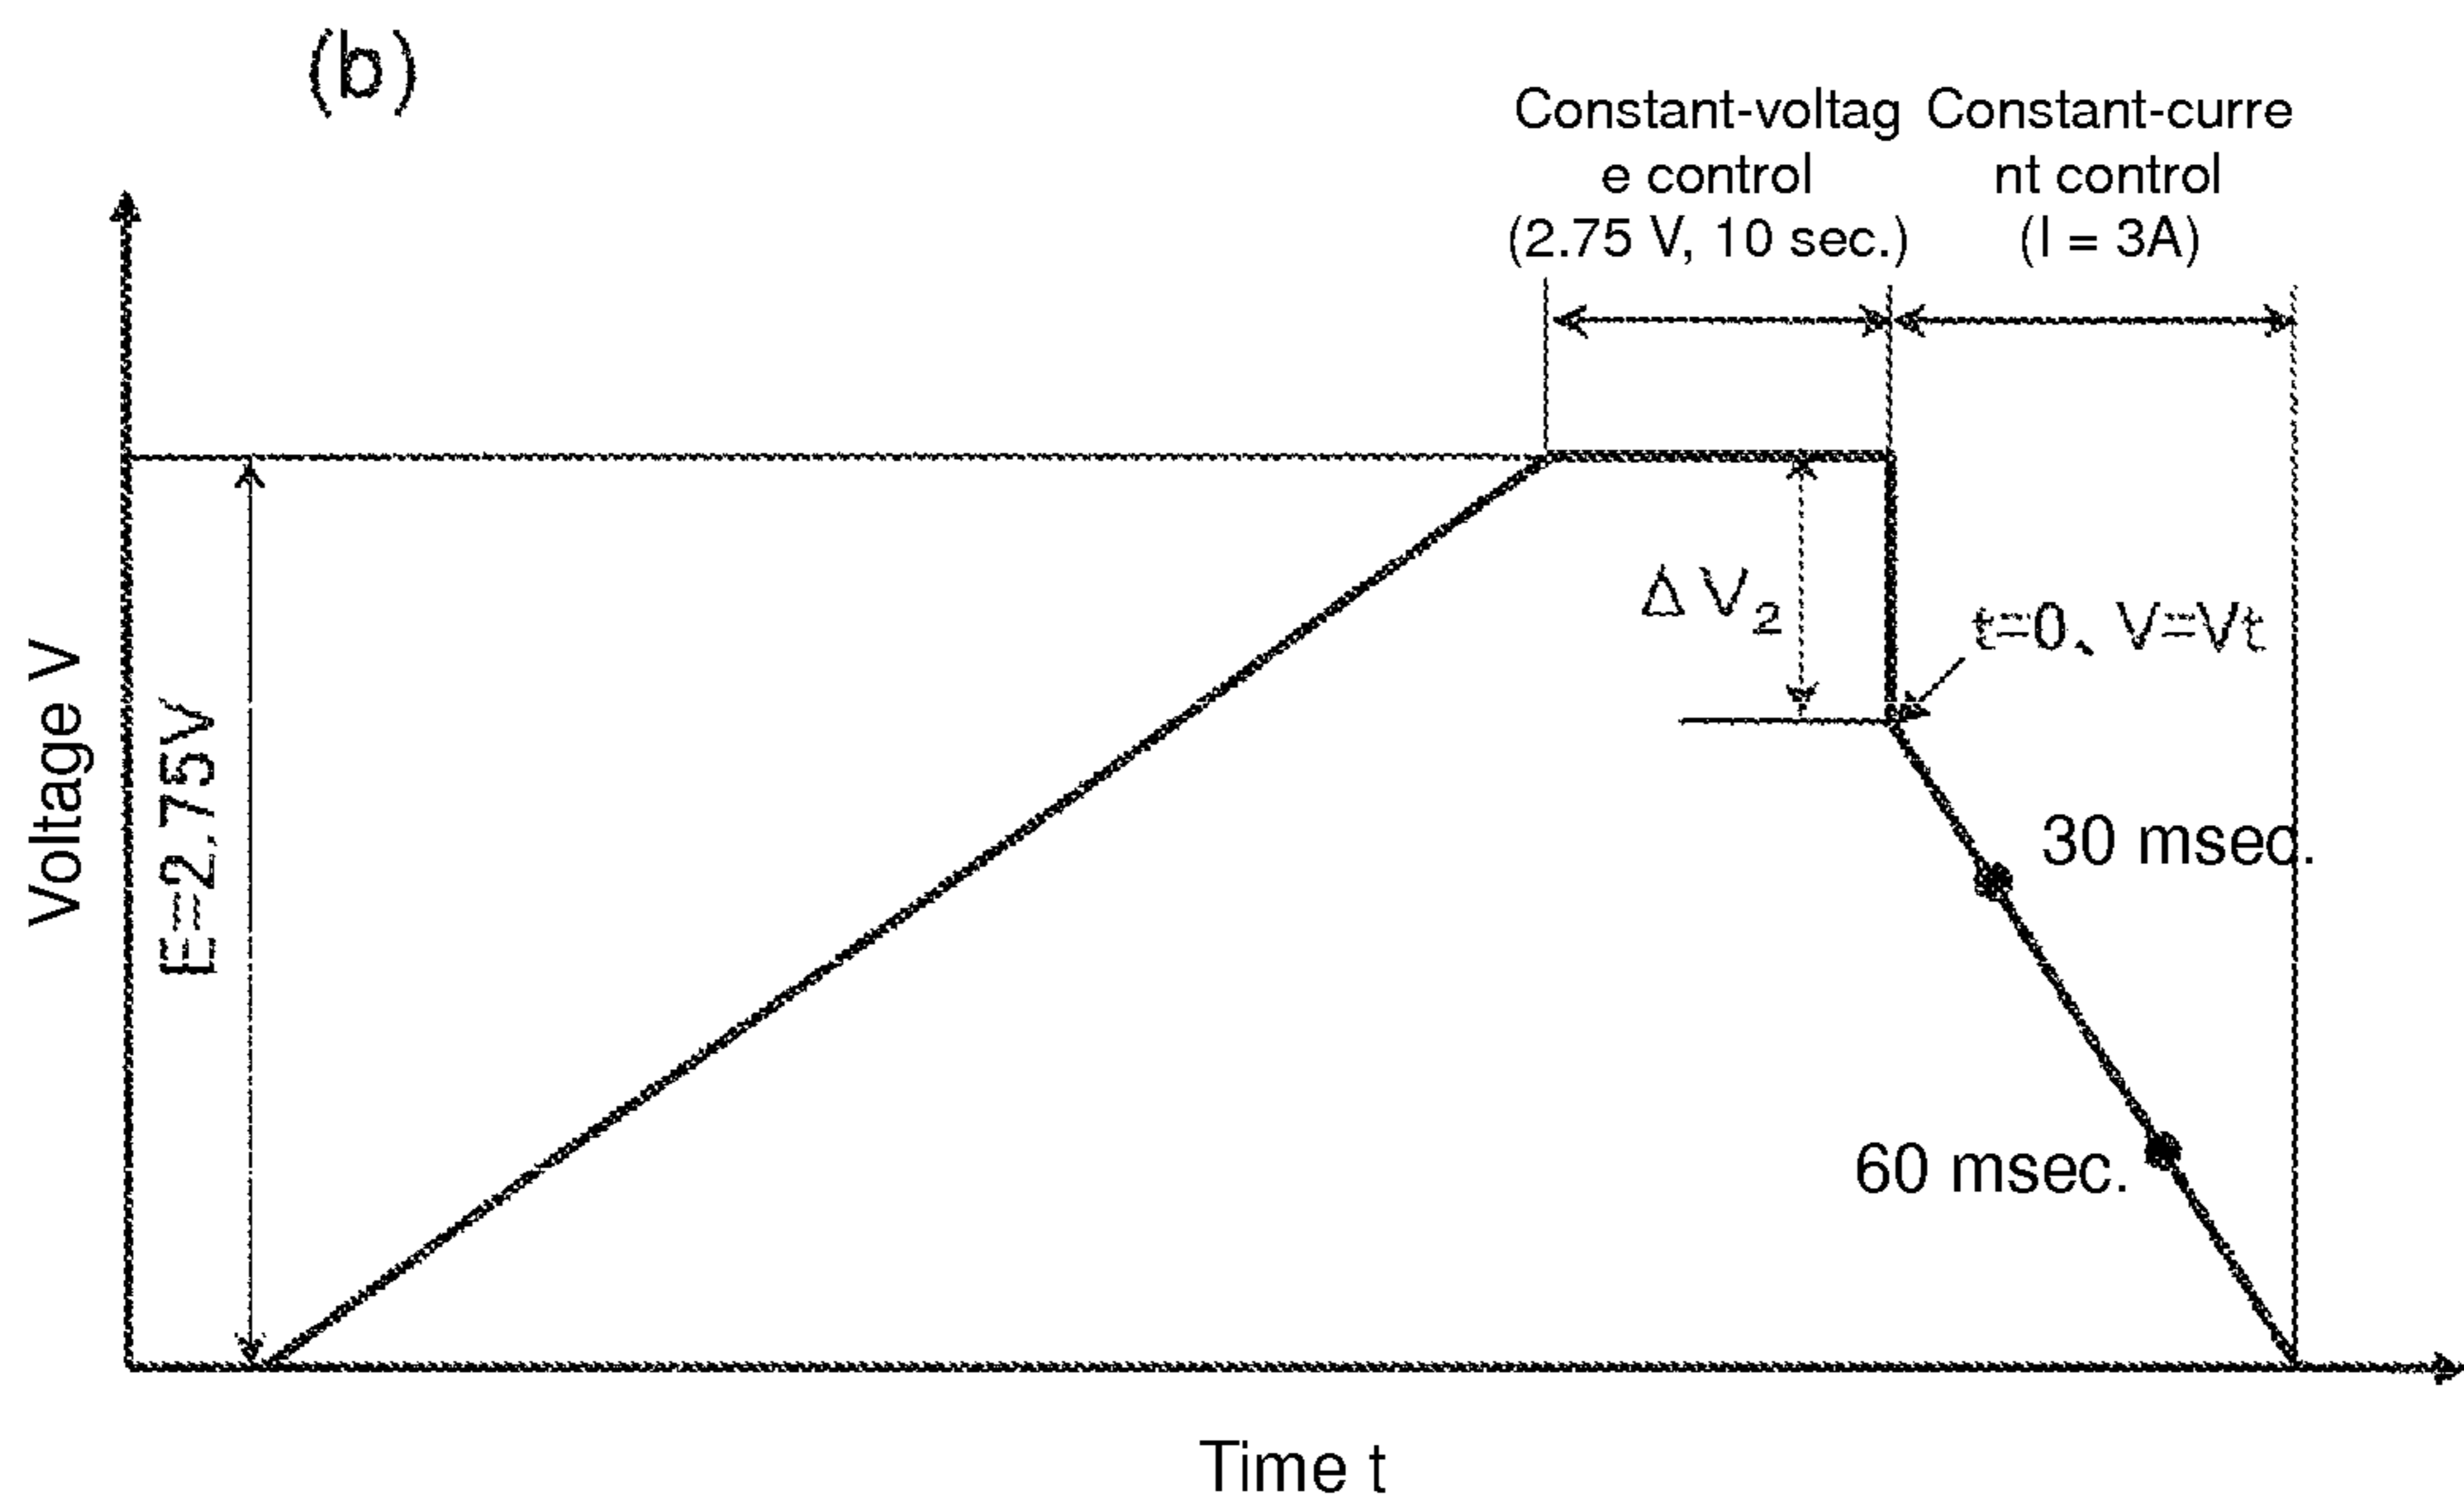 (b)
Constant-voltag
e control
(2.75 V, 10 sec.)
Constant-curre
nt control
(I = 3A)
Voltage V
E=2.75V
Δ V₂
t=0、V=Vt
30 msec.
60 msec.
Time t